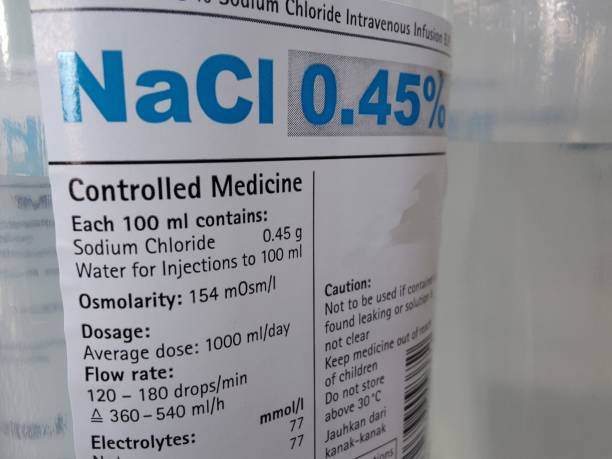 Sodium Chloride Intravenous Infusion
NaCl 0.45%
Controlled Medicine
Each 100 ml contains:
Sodium Chloride 0.45 g
Water for Injections to 100 ml
Osmolarity: 154 mOsm/l
Dosage:
Average dose: 1000 ml/day
Flow rate:
120 – 180 drops/min
≙ 360 – 540 ml/h
mmol/l
Electrolytes: 77
77
Caution:
Not to be used if
found leaking or solution
not clear
Keep medicine out of reach
of children
Do not store
above 30°C
Jauhkan dari
kanak-kanak